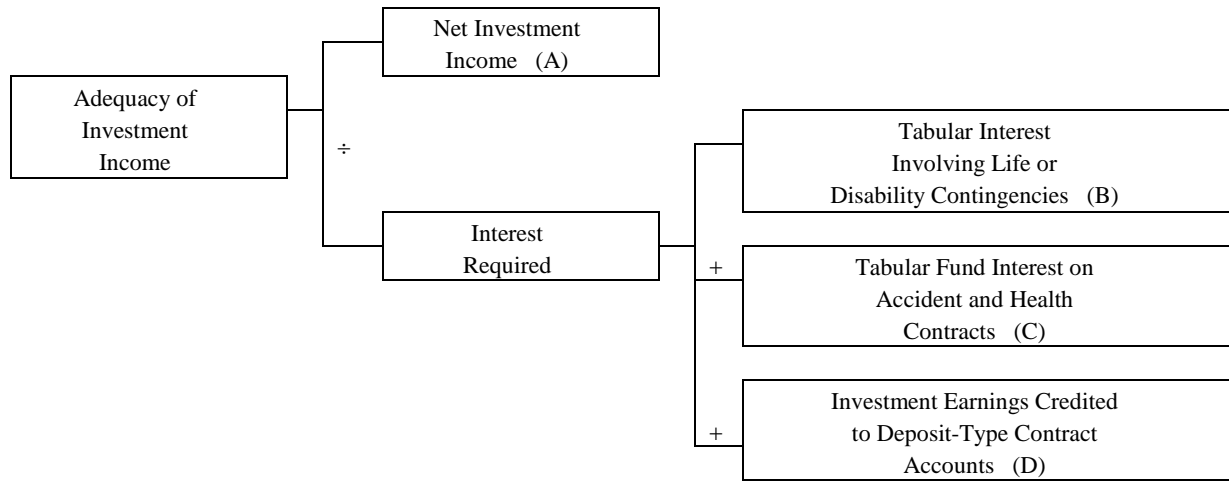 Net Investment
Income (A)
Adequacy of
Investment
Income
÷
Tabular Interest
Involving Life or
Disability Contingencies (B)
Interest
Required
+
Tabular Fund Interest on
Accident and Health
Contracts (C)
+
Investment Earnings Credited
to Deposit-Type Contract
Accounts (D)